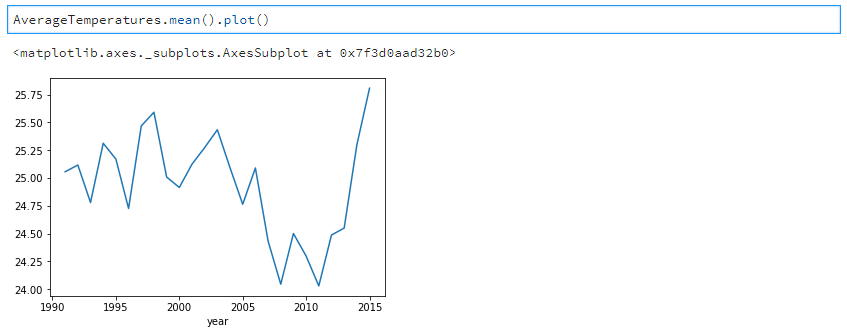 AverageTemperatures.mean().plot()
<matplotlib.axes._subplots.AxesSubplot at 0x7f3d0aad32b0>
25.75
25.50
25.25
25.00
24.75
24.50
24.25
24.00
1990 1995 2000 2005 2010 2015
year